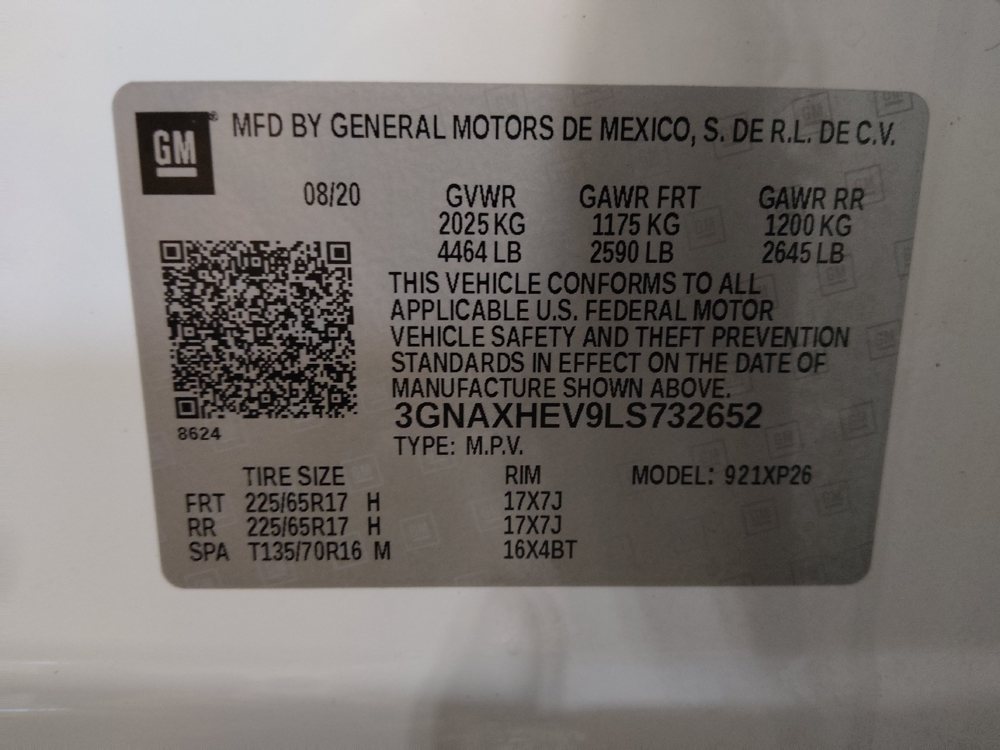 GM® MFD BY GENERAL MOTORS DE MEXICO, S. DE R.L. DE C.V.
08/20 GVWR GAWR FRT GAWR RR
2025 KG 1175 KG 1200 KG
4464 LB 2590 LB 2645 LB
THIS VEHICLE CONFORMS TO ALL
APPLICABLE U.S. FEDERAL MOTOR
VEHICLE SAFETY AND THEFT PREVENTION
STANDARDS IN EFFECT ON THE DATE OF
MANUFACTURE SHOWN ABOVE.
3GNAXHEV9LS732652
8624
TYPE: M.P.V.
TIRE SIZE RIM MODEL: 921XP26
FRT 225/65R17 H 17X7J
RR 225/65R17 H 17X7J
SPA T135/70R16 M 16X4BT